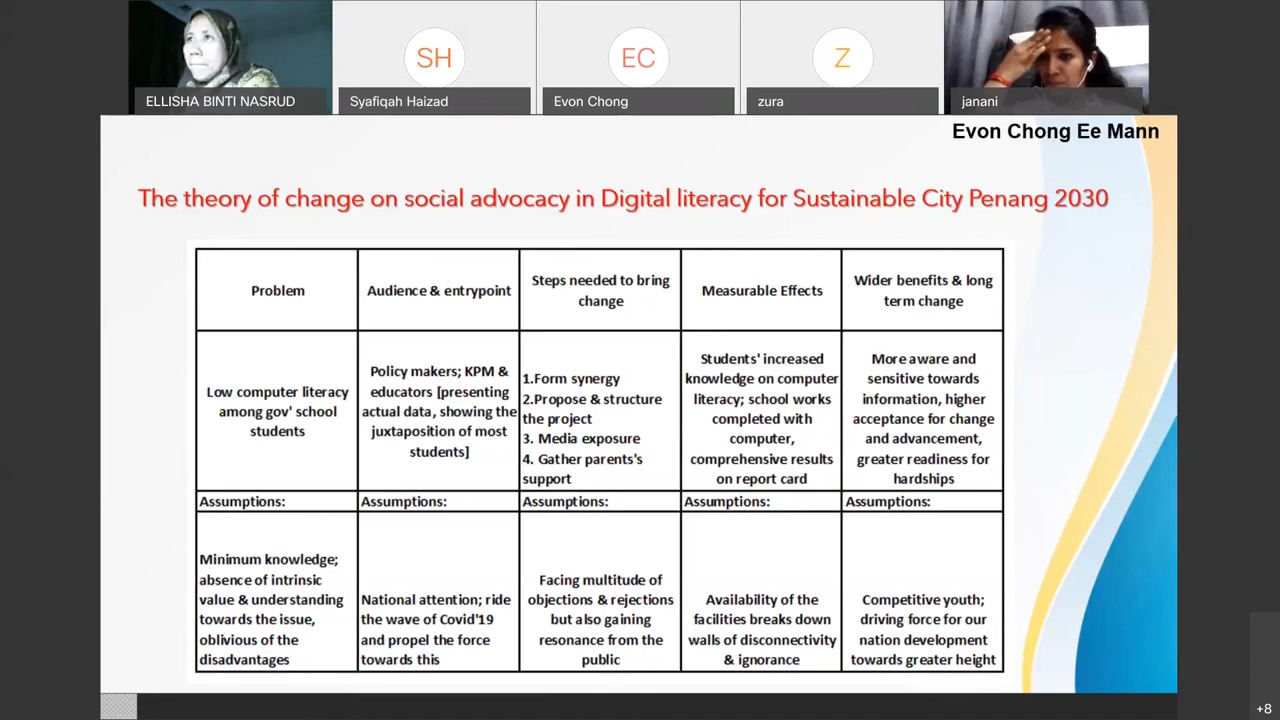 SH
EC
Z
ELLISHA BINTI NASRUD
Syafiqah Haizad
Evon Chong
zura
janani
Evon Chong Ee Mann
The theory of change on social advocacy in Digital literacy for Sustainable City Penang 2030
Problem
Audience & entrypoint
Steps needed to bring
change
Measurable Effects
Wider benefits & long
term change
Low computer literacy
among gov' school
students
Policy makers; KPM &
educators [presenting
actual data, showing the
juxtaposition of most
students]
1.Form synergy
2.Propose & structure
the project
3. Media exposure
4. Gather parents's
support
Students' increased
knowledge on computer
literacy; school works
completed with
computer,
comprehensive results
on report card
More aware and
sensitive towards
information, higher
acceptance for change
and advancement,
greater readiness for
hardships
Assumptions:
Assumptions:
Assumptions:
Assumptions:
Assumptions:
Minimum knowledge;
absence of intrinsic
value & understanding
towards the issue,
oblivious of the
disadvantages
National attention; ride
the wave of Covid'19
and propel the force
towards this
Facing multitude of
objections & rejections
but also gaining
resonance from the
public
Availability of the
facilities breaks down
walls of disconnectivity
& ignorance
Competitive youth;
driving force for our
nation development
towards greater height
+8